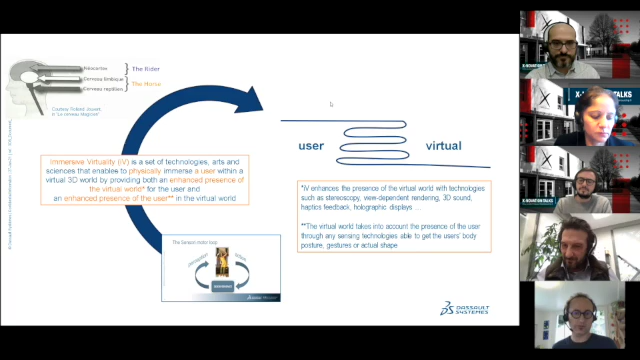 Néocortex
The Rider
Cerveau limbique
The Horse
Cerveau reptilien
in "Le cerveau Magicien"
user
virtual
Immersive Virtuality (iV) is a set of technologies, arts and
sciences that enables to physically immerse a user within a
virtual 3D world by providing both an enhanced presence of
the virtual world* for the user and
an enhanced presence of the user** in the virtual world
*iV enhances the presence of the virtual world with technologies
such as stereoscopy, view-dependent rendering, 3D sound,
haptics feedback, holographic displays …
**The virtual world takes into account the presence of the user
through any sensing technologies able to get the users' body
posture, gestures or actual shape
The Sensori motor loop
DASSAULT
SYSTEMES
X-NOVATION TALKS